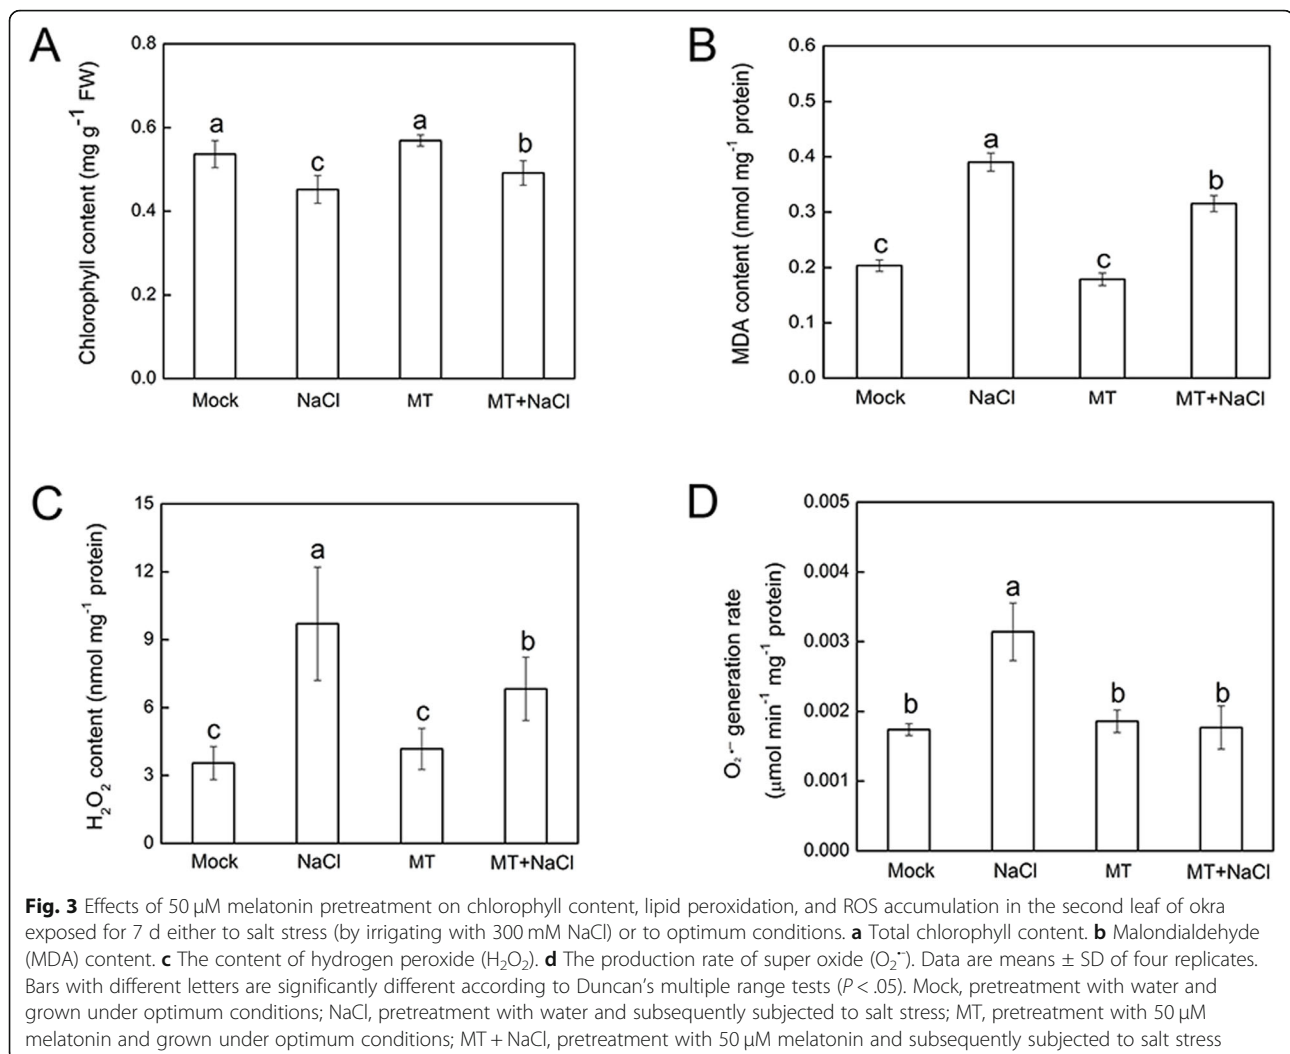 A
Chlorophyll content (mg g⁻¹ FW)
0.8
0.6
0.4
0.2
0.0
a
c
a
b
Mock NaCl MT MT+NaCl
B
MDA content (nmol mg⁻¹ protein)
0.6
0.5
0.4
0.3
0.2
0.1
0.0
c
a
c
b
Mock NaCl MT MT+NaCl
C
H₂O₂ content (nmol mg⁻¹ protein)
15
12
9
6
3
0
c
a
c
b
Mock NaCl MT MT+NaCl
D
O₂·⁻ generation rate
(μmol min⁻¹ mg⁻¹ protein)
0.005
0.004
0.003
0.002
0.001
0.000
b
a
b
b
Mock NaCl MT MT+NaCl
Fig. 3 Effects of 50 μM melatonin pretreatment on chlorophyll content, lipid peroxidation, and ROS accumulation in the second leaf of okra
exposed for 7 d either to salt stress (by irrigating with 300 mM NaCl) or to optimum conditions. a Total chlorophyll content. b Malondialdehyde
(MDA) content. c The content of hydrogen peroxide (H₂O₂). d The production rate of super oxide (O₂·⁻). Data are means ± SD of four replicates.
Bars with different letters are significantly different according to Duncan's multiple range tests (P < .05). Mock, pretreatment with water and
grown under optimum conditions; NaCl, pretreatment with water and subsequently subjected to salt stress; MT, pretreatment with 50 μM
melatonin and grown under optimum conditions; MT + NaCl, pretreatment with 50 μM melatonin and subsequently subjected to salt stress